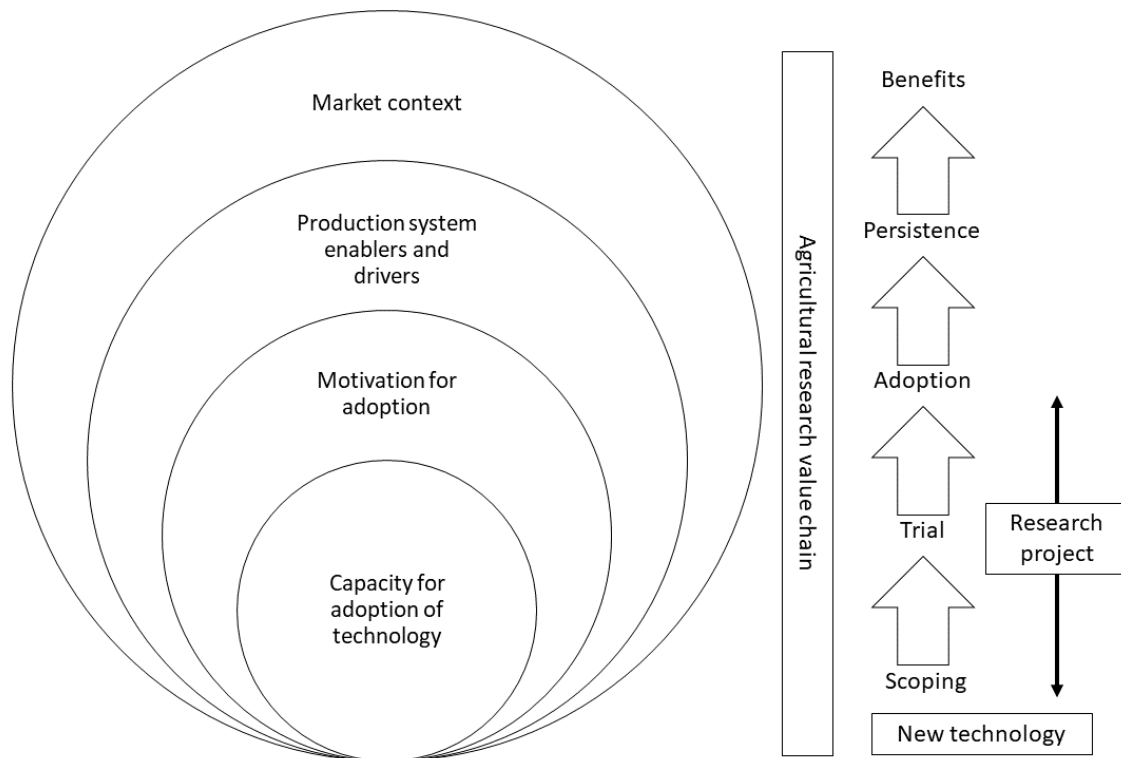 Market context
Production system
enablers and
drivers
Motivation for
adoption
Capacity for
adoption of
technology
Agricultural research value chain
Benefits
Persistence
Adoption
Trial
Scoping
New technology
Research
project